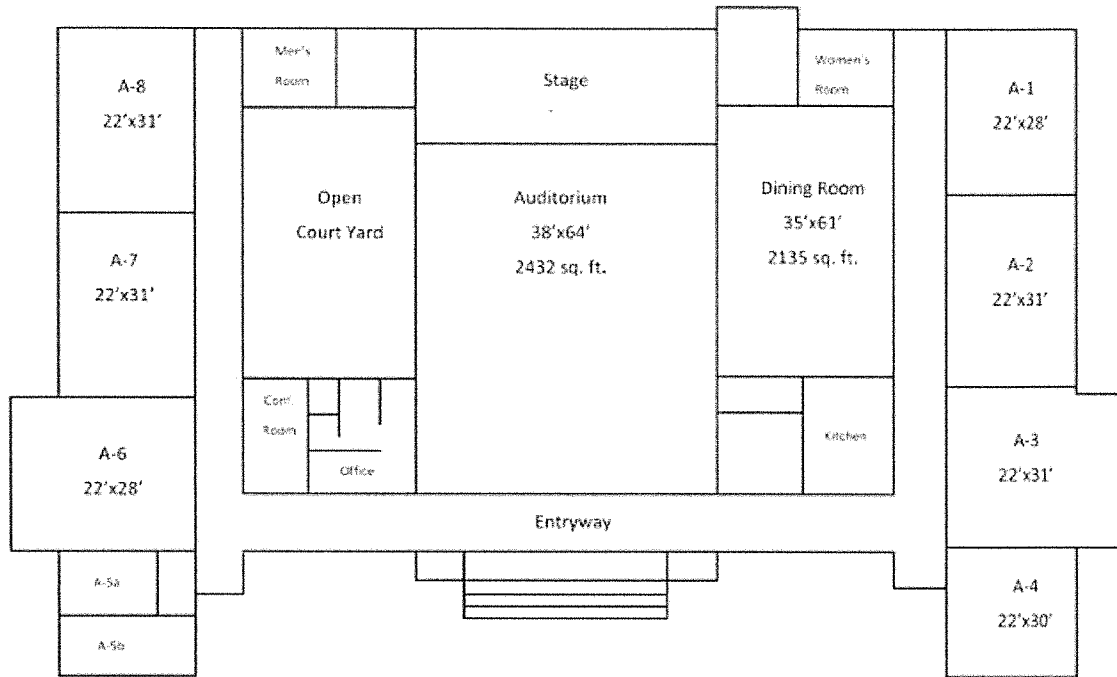 A-8
22'x31'
Men's
Room
Stage
Women's
Room
A-1
22'x28'
Open
Court Yard
Auditorium
38'x64'
2432 sq. ft.
Dining Room
35'x61'
2135 sq. ft.
A-7
22'x31'
A-2
22'x31'
A-6
22'x28'
Conf.
Room
Office
Kitchen
A-3
22'x31'
Entryway
A-5a
A-5b
A-4
22'x30'